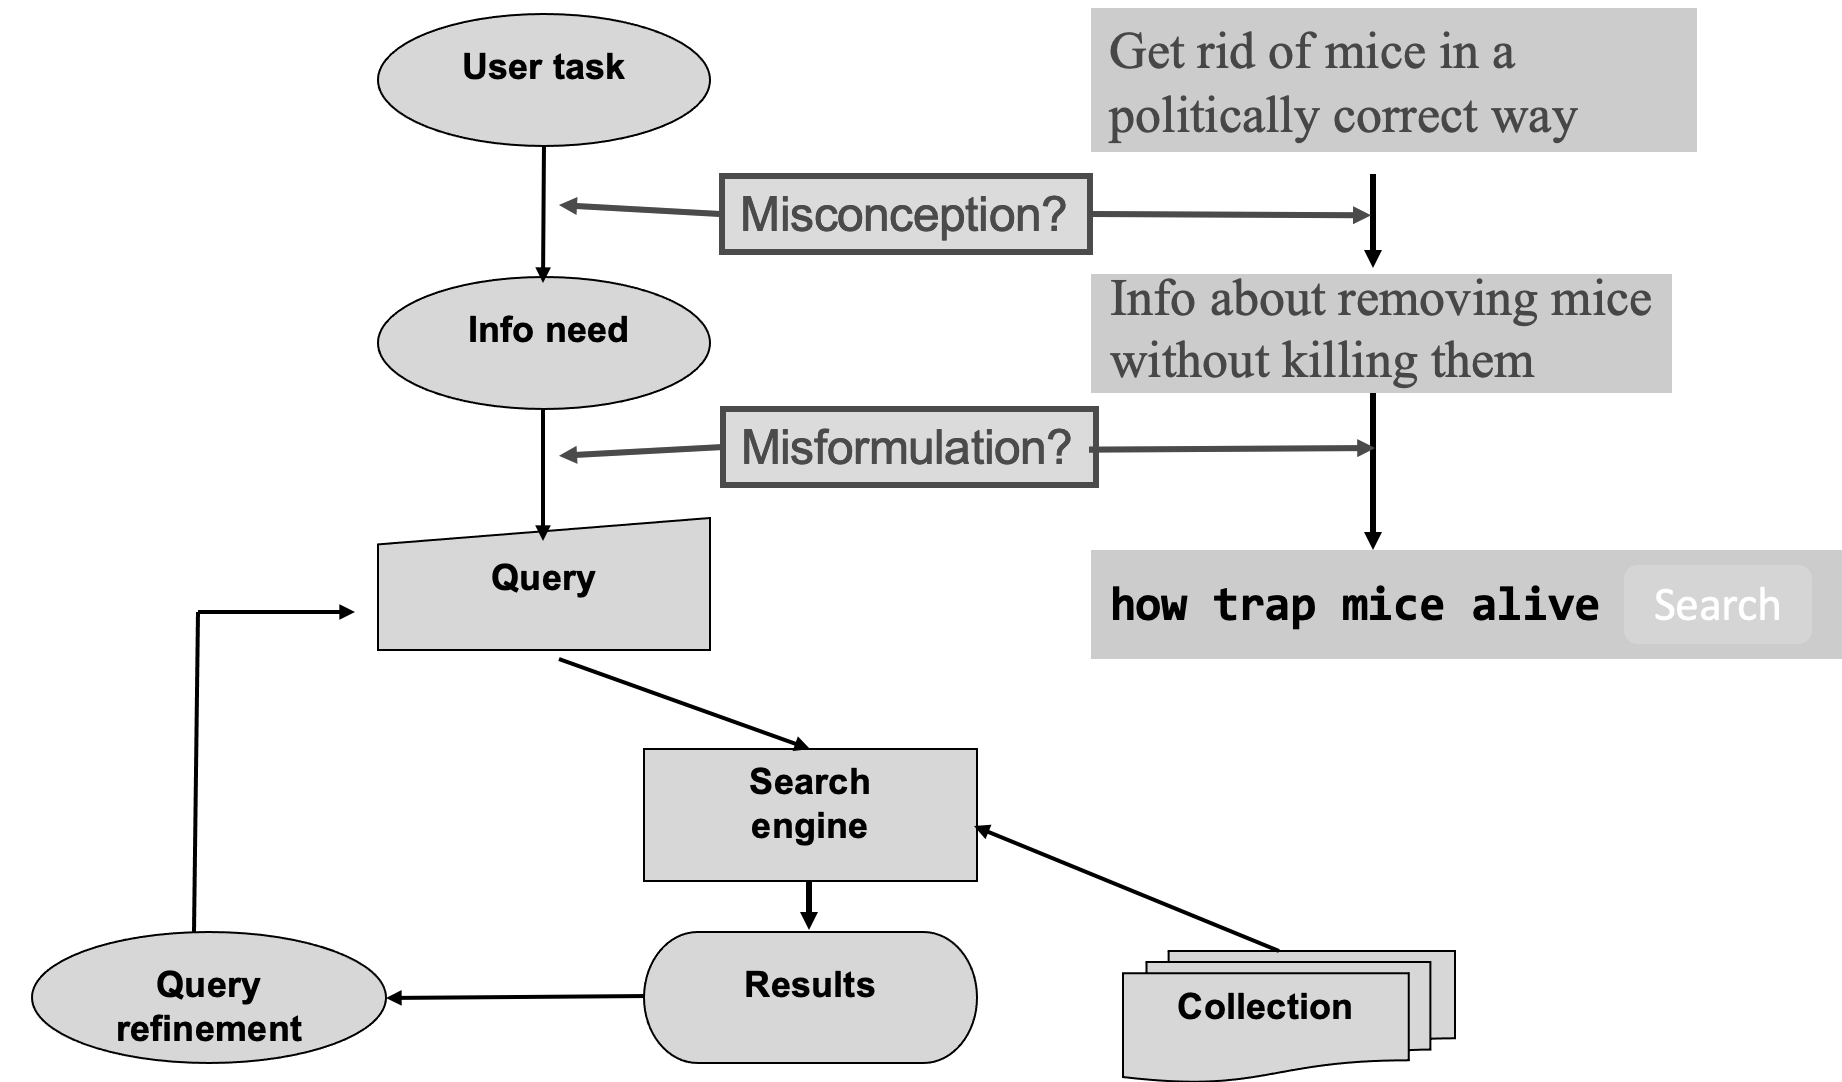 User task
Get rid of mice in a
politically correct way
Misconception?
Info need
Info about removing mice
without killing them
Misformulation?
Query
how trap mice alive
Search
Search
engine
Query
refinement
Results
Collection